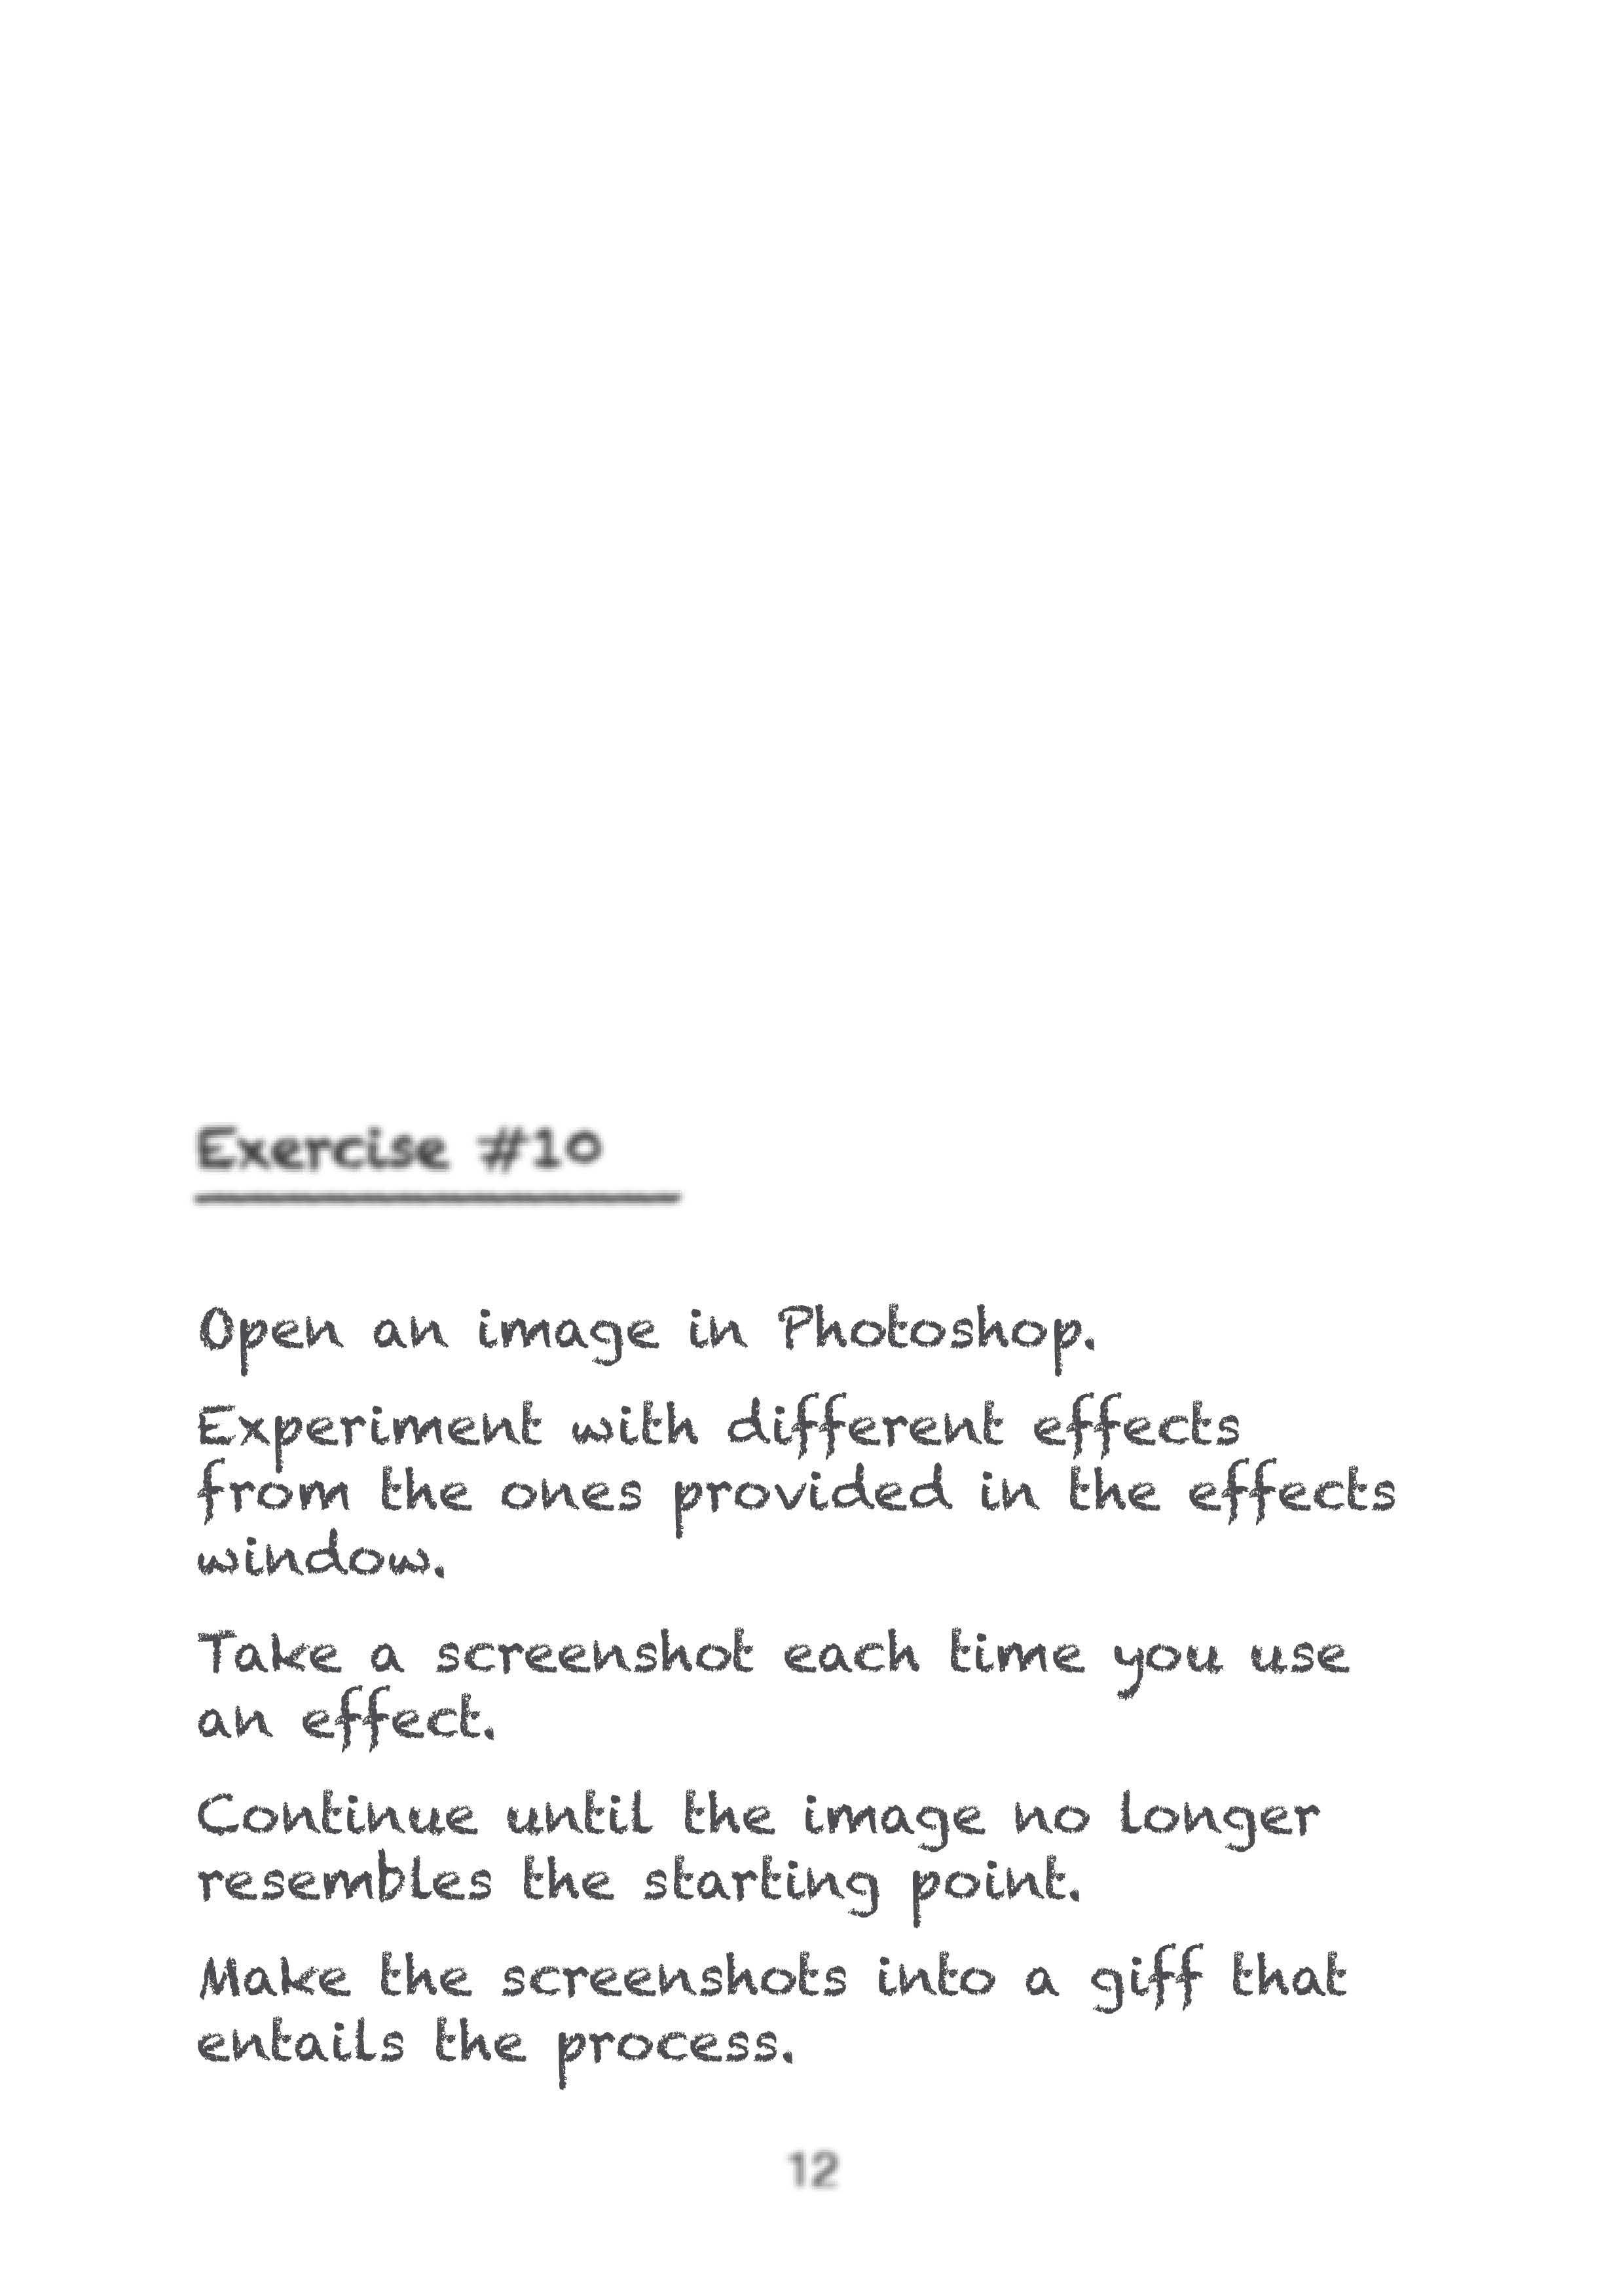 Exercise #10
Open an image in Photoshop.
Experiment with different effects
from the ones provided in the effects
window.
Take a screenshot each time you use
an effect.
Continue until the image no longer
resembles the starting point.
Make the screenshots into a giff that
entails the process.
12